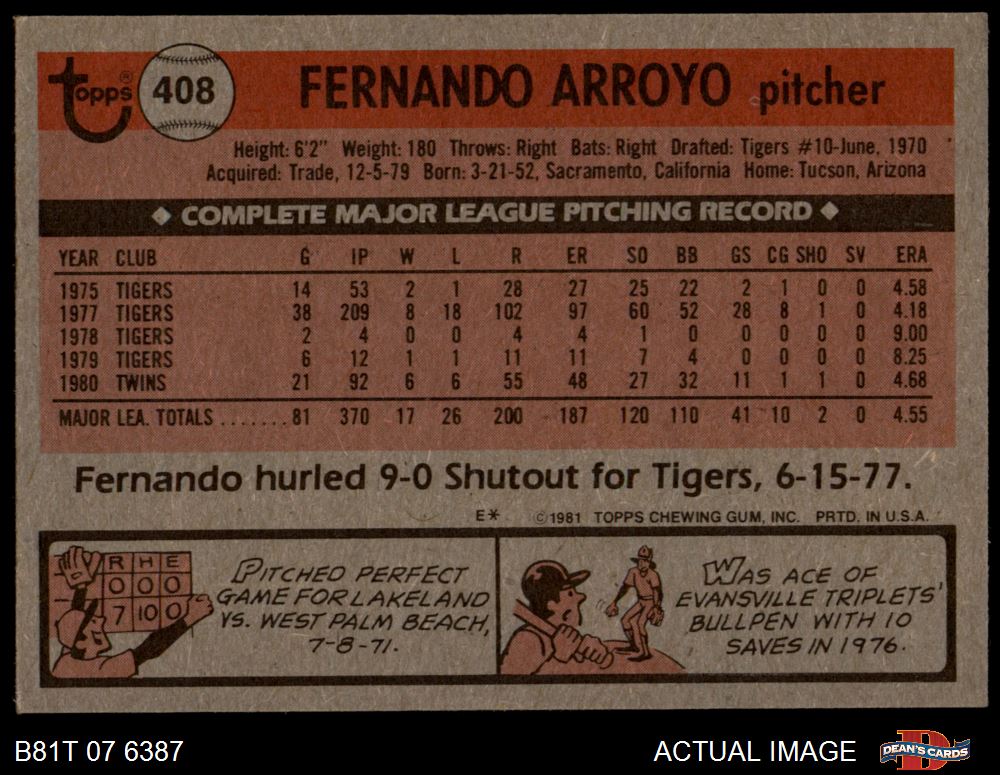 Topps® 408 FERNANDO ARROYO pitcher
Height: 6'2" Weight: 180 Throws: Right Bats: Right Drafted: Tigers #10-June, 1970
Acquired: Trade, 12-5-79 Born: 3-21-52, Sacramento, California Home: Tucson, Arizona
◆ COMPLETE MAJOR LEAGUE PITCHING RECORD ◆
YEAR CLUB G IP W L R ER SO BB GS CG SHO SV ERA
1975 TIGERS 14 53 2 1 28 27 25 22 2 1 0 0 4.58
1977 TIGERS 38 209 8 18 102 97 60 52 28 8 1 0 4.18
1978 TIGERS 2 4 0 0 4 4 1 0 0 0 0 0 9.00
1979 TIGERS 6 12 1 1 11 11 7 4 0 0 0 0 8.25
1980 TWINS 21 92 6 6 55 48 27 32 11 1 1 0 4.68
MAJOR LEA. TOTALS ....... 81 370 17 26 200 187 120 110 41 10 2 0 4.55
Fernando hurled 9-0 Shutout for Tigers, 6-15-77.
E* © 1981 TOPPS CHEWING GUM, INC. PRTD. IN U.S.A.
R H E
0 0 0
7 10 0
PITCHED PERFECT
GAME FOR LAKELAND
VS. WEST PALM BEACH,
7-8-71.
WAS ACE OF
EVANSVILLE TRIPLETS'
BULLPEN WITH 10
SAVES IN 1976.
B81T 07 6387 ACTUAL IMAGE DEAN'S CARDS